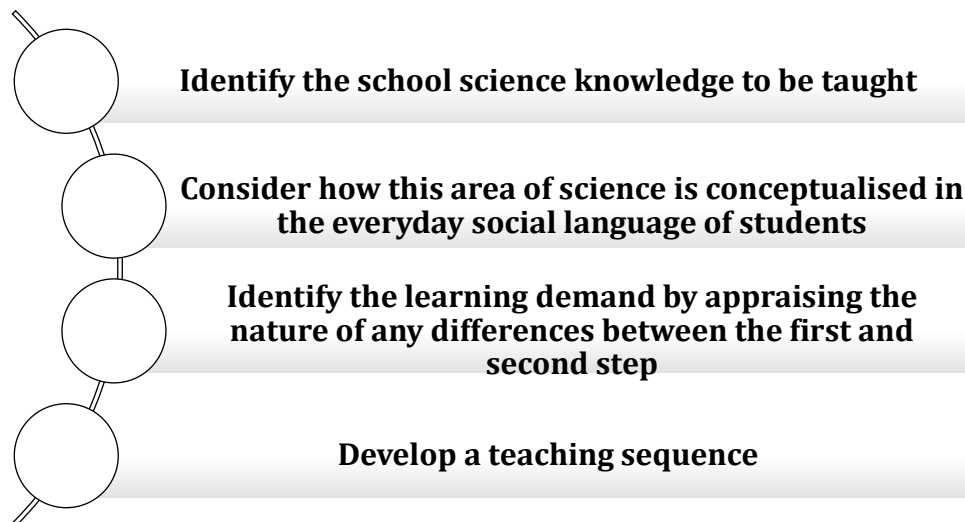 Identify the school science knowledge to be taught
Consider how this area of science is conceptualised in
the everyday social language of students
Identify the learning demand by appraising the
nature of any differences between the first and
second step
Develop a teaching sequence